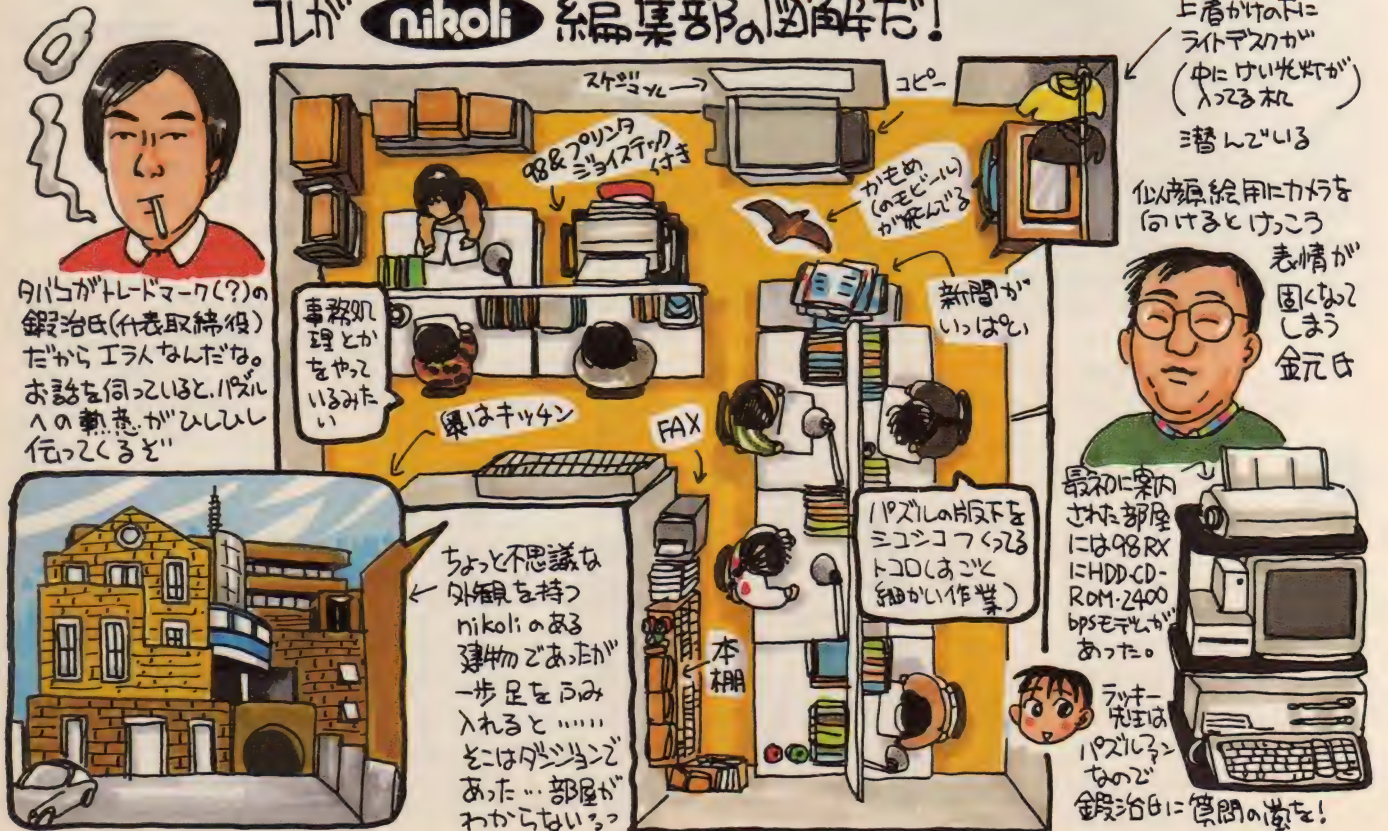 コレが nikoli 編集部の図解だ!
タバコがトレードマーク(?)の
鍜治氏(代表取締役)
だからエラい人なんだな。
お話を伺っていると、パズル
への熱意がひしひし
伝ってくるぞ
スケジュール→
コピー
98&プリンタ
ジョイスティック
付き
かもめ
(のモビール)
が死んでる
新聞が
いっぱい
事務処
理とか
をやって
いるみた
い
奥はキッチン
FAX
本
棚
パズルの版下を
シコシコつくってる
トコロ(あごく
細かい作業)
ちょっと不思議な
外観を持つ
nikoliのある
建物であったが
一歩足をふみ
入れると……
そこはダンジョンで
あった…部屋が
わからないっっ
上着かけの下に
ライトデスクが
(中にけい光灯が
入ってる机)
潜んでいる
似顔絵用にカメラを
向けるとけっこう
表情が
固くなって
しまう
金元氏
最初に案内
された部屋
には98RX
にHDD・CD-
ROM・2400
bpsモデムが
あった。
ラッキー
先生は
パズルファン
なので
鍜治氏に質問の嵐を!